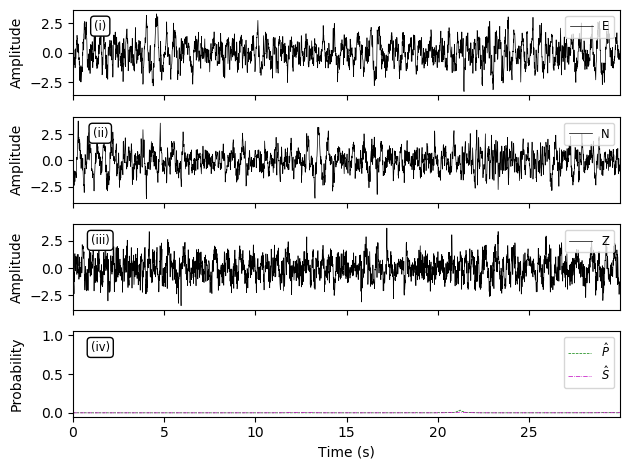 (i)
E
Amplitude
2.5
0.0
−2.5
(ii)
N
Amplitude
2.5
0.0
−2.5
(iii)
Z
Amplitude
2.5
0.0
−2.5
(iv)
P̂
Ŝ
Probability
1.0
0.5
0.0
0 5 10 15 20 25
Time (s)